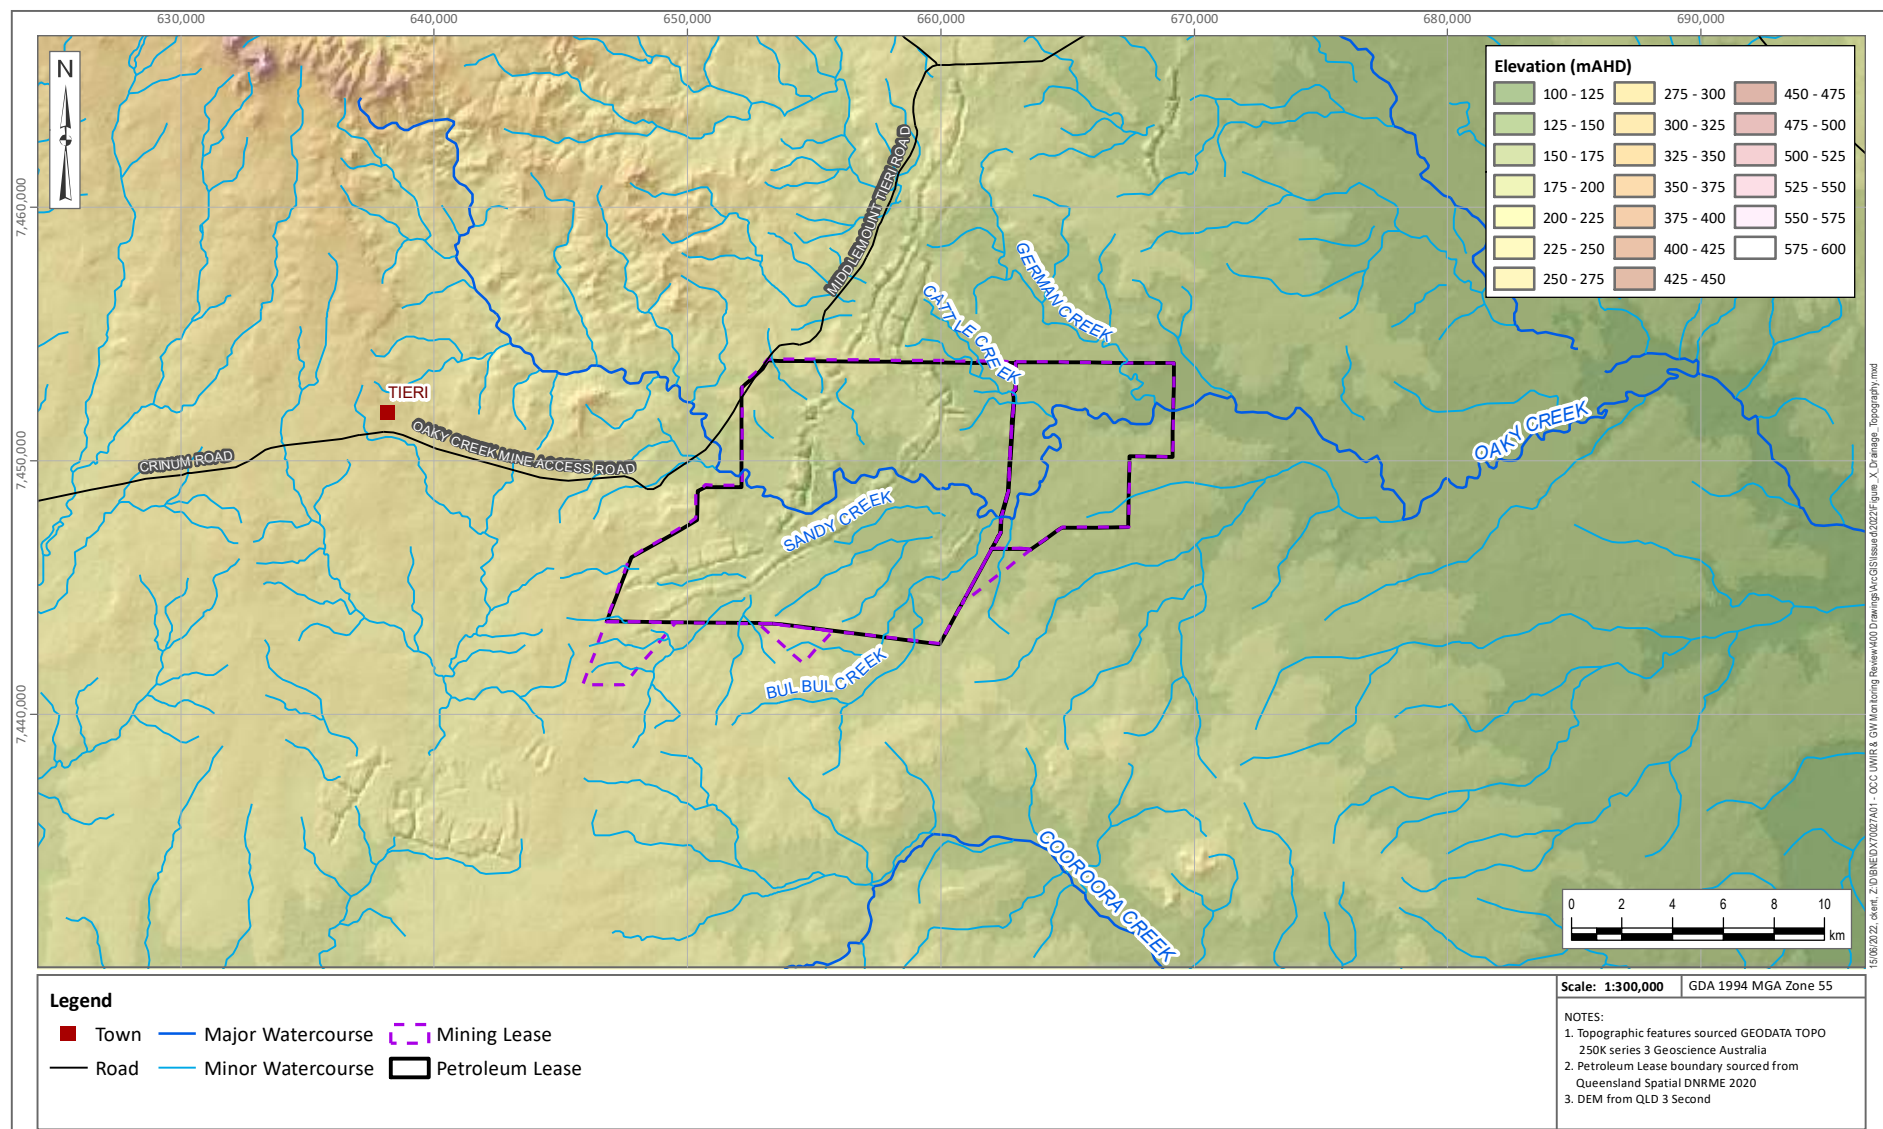 630,000
640,000
650,000
660,000
670,000
680,000
690,000
7,460,000
7,450,000
7,440,000
N
Elevation (mAHD)
100 - 125
125 - 150
150 - 175
175 - 200
200 - 225
225 - 250
250 - 275
275 - 300
300 - 325
325 - 350
350 - 375
375 - 400
400 - 425
425 - 450
450 - 475
475 - 500
500 - 525
525 - 550
550 - 575
575 - 600
MIDDLEMOUNT TIERI ROAD
GERMAN CREEK
CATTLE CREEK
TIERI
OAKY CREEK MINE ACCESS ROAD
CRINUM ROAD
OAKY CREEK
SANDY CREEK
BUL BUL CREEK
COOROORA CREEK
0 2 4 6 8 10
km
Legend
Town
Major Watercourse
Mining Lease
Road
Minor Watercourse
Petroleum Lease
Scale: 1:300,000
GDA 1994 MGA Zone 55
NOTES:
1. Topographic features sourced GEODATA TOPO
250K series 3 Geoscience Australia
2. Petroleum Lease boundary sourced from
Queensland Spatial DNRME 2020
3. DEM from QLD 3 Second